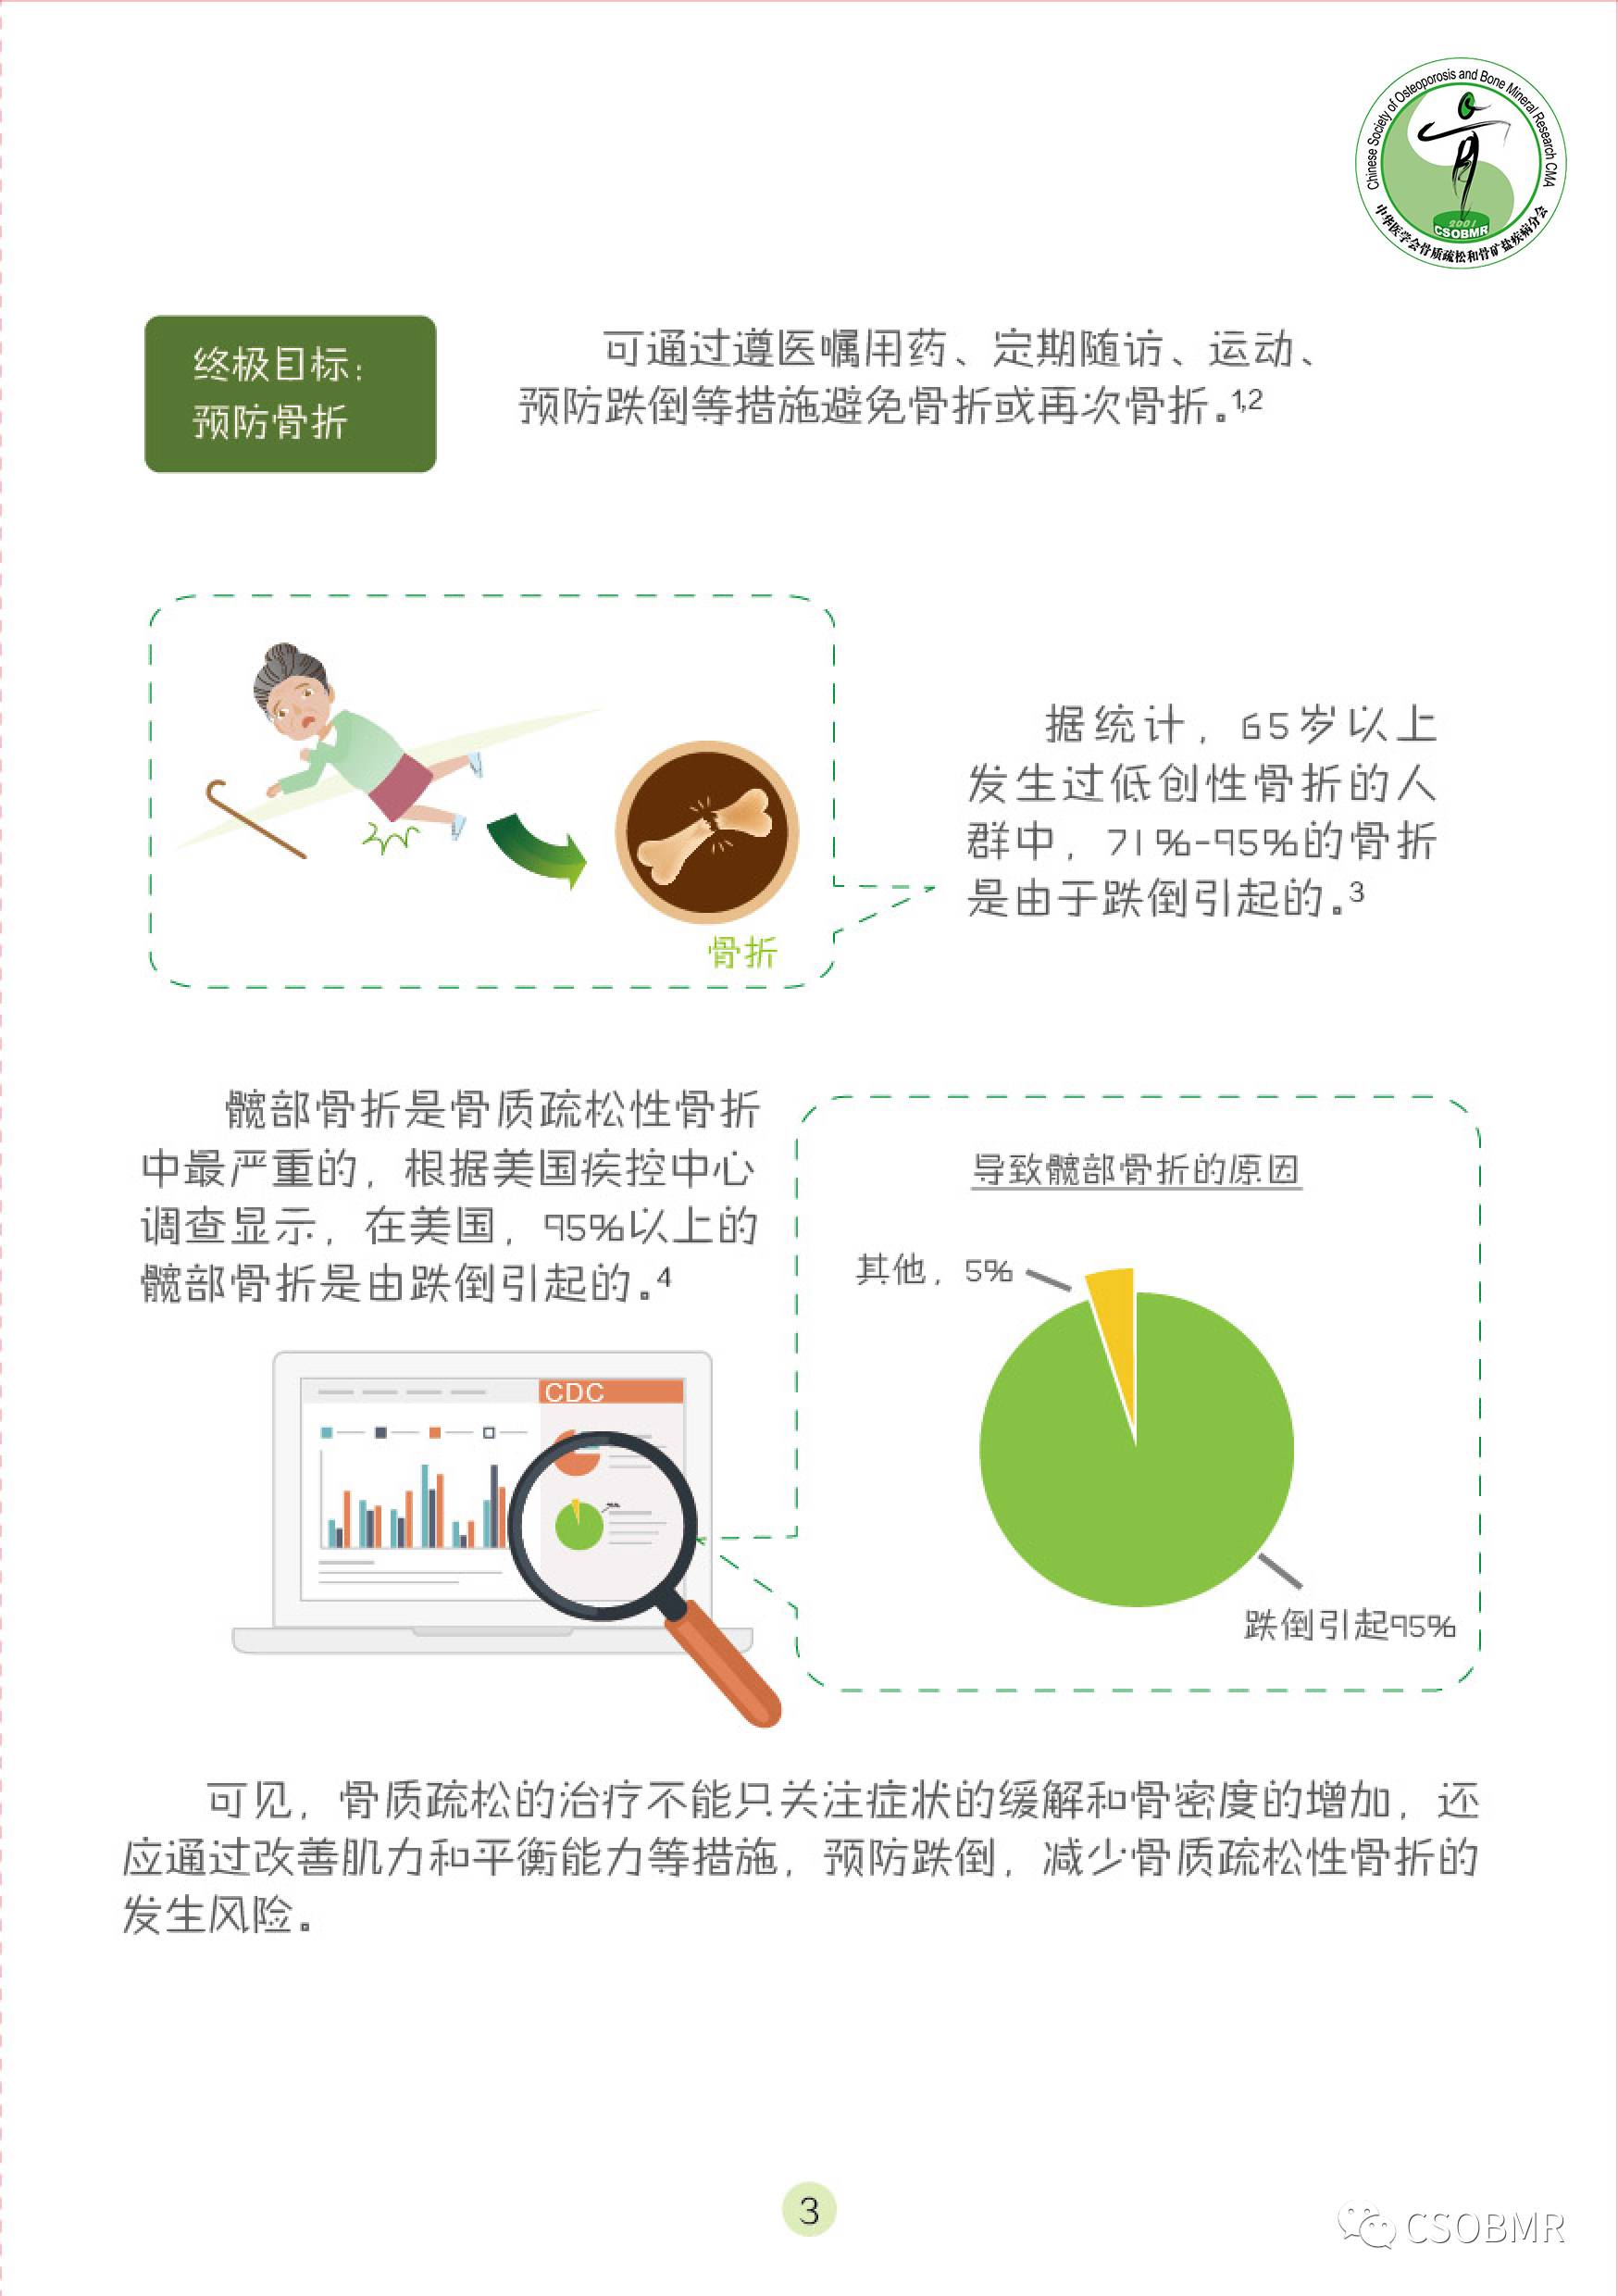 Chinese Society of Osteoporosis and Bone Mineral Research CMA
2001
CSOBMR
中华医学会骨质疏松和骨矿盐疾病分会
终极目标：
预防骨折
可通过遵医嘱用药、定期随访、运动、
预防跌倒等措施避免骨折或再次骨折。1,2
骨折
据统计，65岁以上
发生过低创性骨折的人
群中，71%-95%的骨折
是由于跌倒引起的。3
髋部骨折是骨质疏松性骨折
中最严重的，根据美国疾控中心
调查显示，在美国，95%以上的
髋部骨折是由跌倒引起的。4
CDC
导致髋部骨折的原因
其他，5%
跌倒引起95%
可见，骨质疏松的治疗不能只关注症状的缓解和骨密度的增加，还
应通过改善肌力和平衡能力等措施，预防跌倒，减少骨质疏松性骨折的
发生风险。
3
CSOBMR